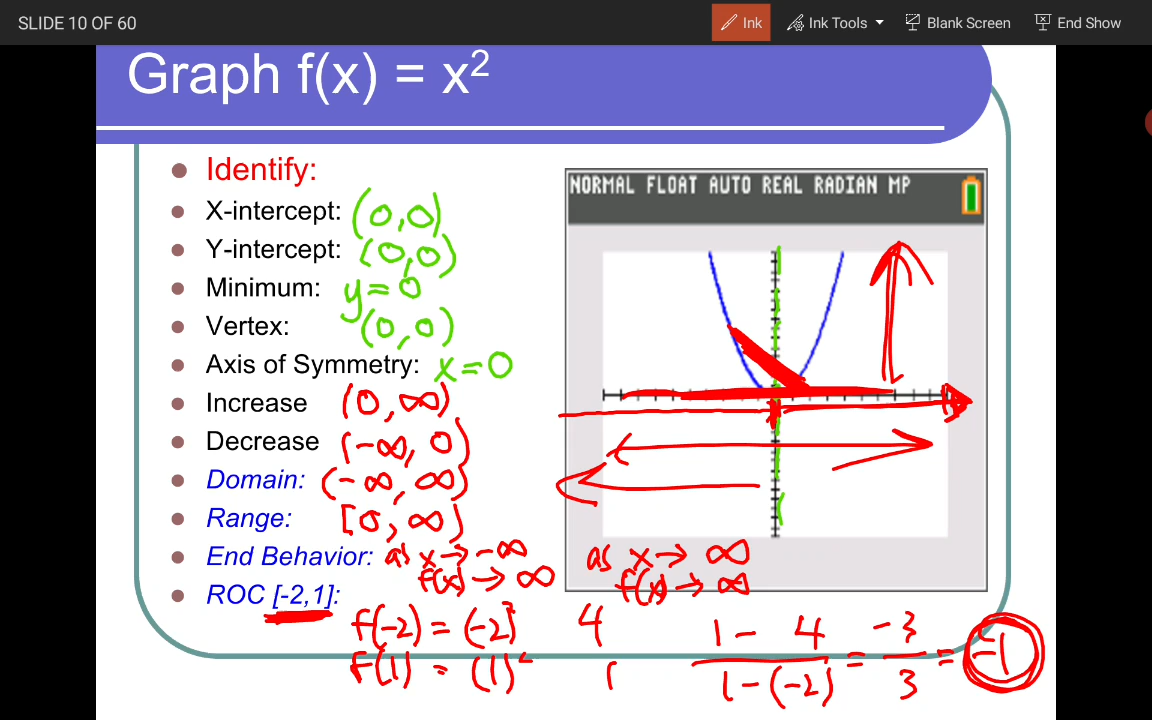 SLIDE 10 OF 60
Ink
Ink Tools
Blank Screen
End Show
Graph f(x) = x²
Identify:
X-intercept: (0,0)
Y-intercept: (0,0)
Minimum: y=0
Vertex: (0,0)
Axis of Symmetry: x=0
Increase (0,∞)
Decrease (-∞,0)
Domain: (-∞,∞)
Range: [0,∞)
End Behavior: as x→-∞ as x→∞
f(x)→∞ f(x)→∞
ROC [-2,1]:
f(-2) = (-2)² 4
f(1) = (1)² 1
1-4 / 1-(-2) = -3 / 3 = -1
NORMAL FLOAT AUTO REAL RADIAN MP